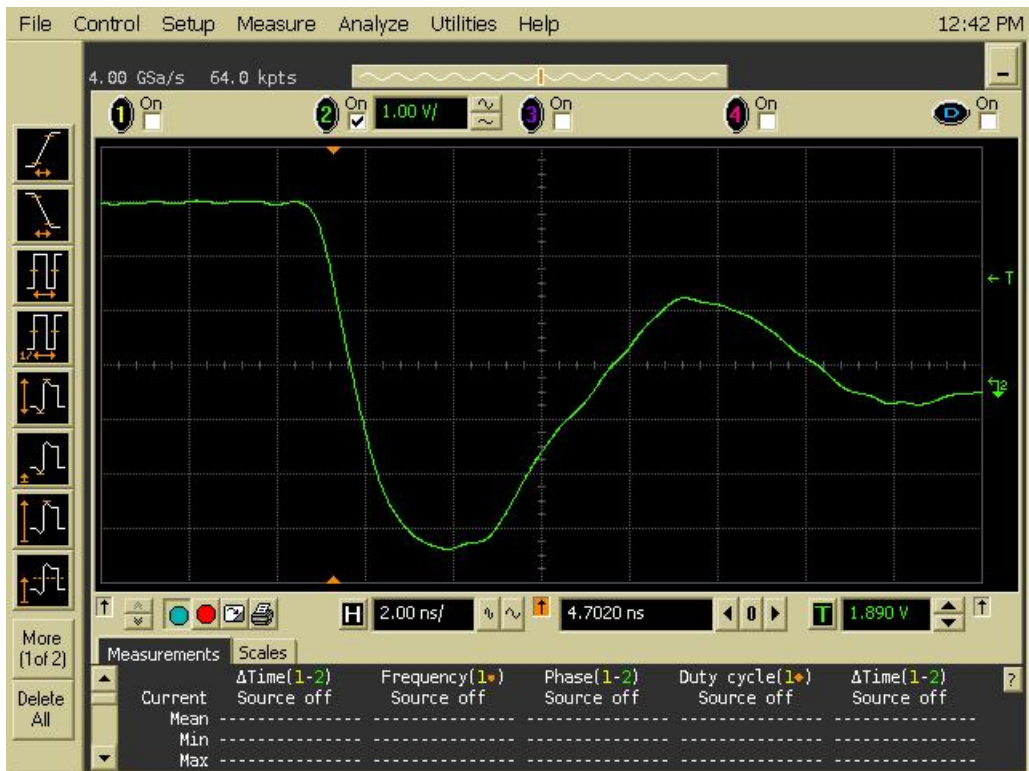 File Control Setup Measure Analyze Utilities Help 12:42 PM
4.00 GSa/s 64.0 kpts
1 On 2 On 1.00 V/ 3 On 4 On D On
T
2
1/
More
(1of 2)
Delete
All
H 2.00 ns/ 4.7020 ns 0 T 1.890 V
Measurements Scales
ΔTime(1-2) Frequency(1) Phase(1-2) Duty cycle(1) ΔTime(1-2) ?
Current Source off Source off Source off Source off Source off
Mean -------------- -------------- -------------- -------------- --------------
Min -------------- -------------- -------------- -------------- --------------
Max -------------- -------------- -------------- -------------- --------------